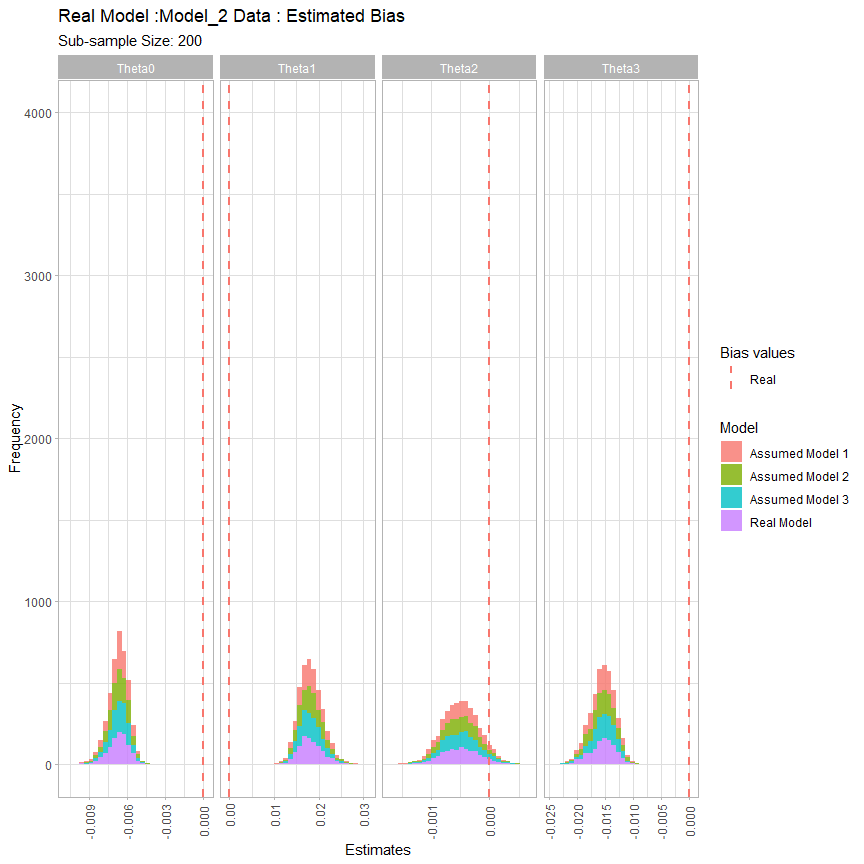 Real Model :Model_2 Data : Estimated Bias
Sub-sample Size: 200
Theta0 Theta1 Theta2 Theta3
4000
3000
2000
1000
0
Frequency
-0.009 -0.006 -0.003 0.000 0.00 0.01 0.02 0.03 -0.001 0.000 -0.025 -0.020 -0.015 -0.010 -0.005 0.000
Estimates
Bias values
Real
Model
Assumed Model 1
Assumed Model 2
Assumed Model 3
Real Model